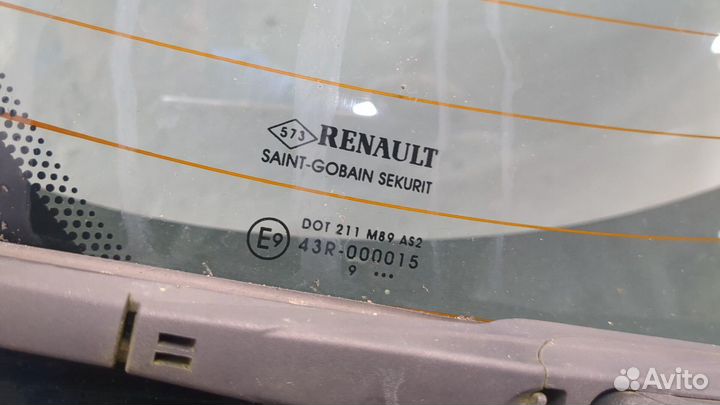 573 RENAULT
SAINT-GOBAIN SEKURIT
E9 DOT 211 M89 AS2
43R-000015
9 ...
Avito